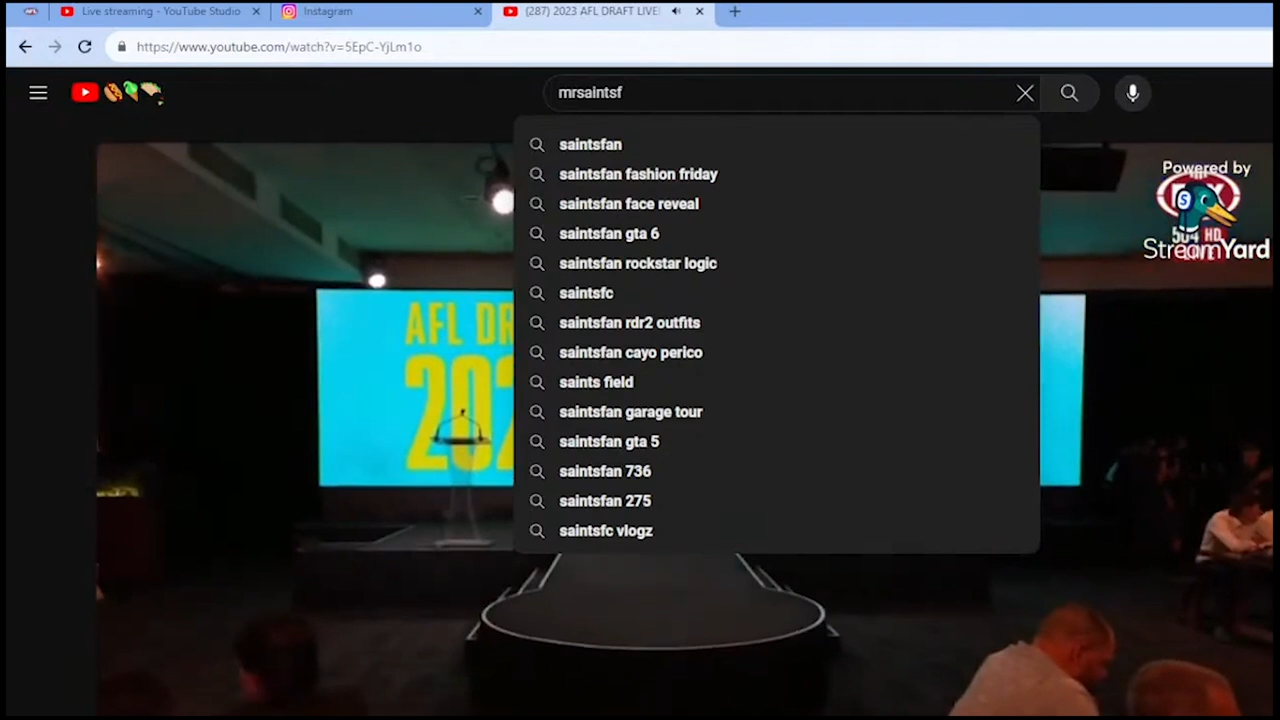 Live streaming - YouTube Studio
Instagram
(287) 2023 AFL DRAFT LIVE!
https://www.youtube.com/watch?v=5EpC-YjLm1o
mrsaintsf
saintsfan
saintsfan fashion friday
saintsfan face reveal
saintsfan gta 6
saintsfan rockstar logic
saintsfc
saintsfan rdr2 outfits
saintsfan cayo perico
saints field
saintsfan garage tour
saintsfan gta 5
saintsfan 736
saintsfan 275
saintsfc vlogz
Powered by
S
504 HD
LIVE
StreamYard
AFL DR
202